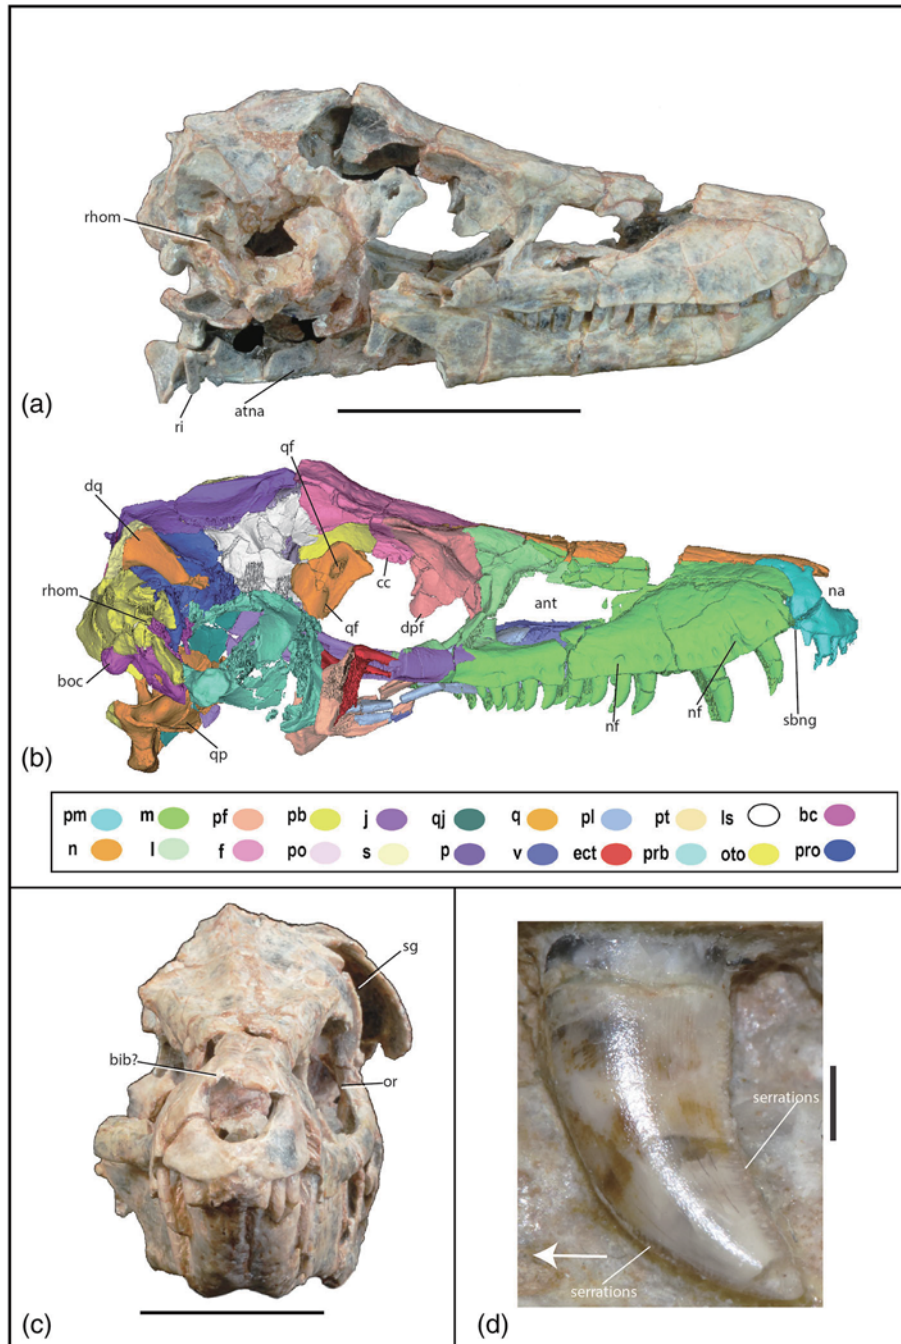 rhom
ri
atna
(a)
qf
dq
rhom
cc
ant
na
qf
dpf
boc
nf
nf
sbng
qp
(b)
pm m pf pb j qj q pl pt ls bc
n l f po s p v ect prb oto pro
sg
bib?
or
(c)
serrations
serrations
(d)